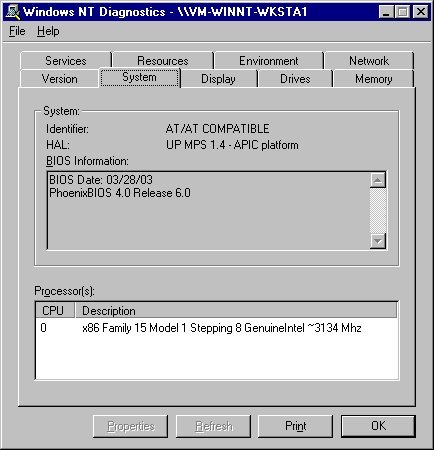 Windows NT Diagnostics - \\VM-WINNT-WKSTA1
File Help
Services Resources Environment Network
Version System Display Drives Memory
System:
Identifier: AT/AT COMPATIBLE
HAL: UP MPS 1.4 - APIC platform
BIOS Information:
BIOS Date: 03/28/03
PhoenixBIOS 4.0 Release 6.0
Processor(s):
CPU Description
0 x86 Family 15 Model 1 Stepping 8 GenuineIntel ~3134 Mhz
Properties Refresh Print OK